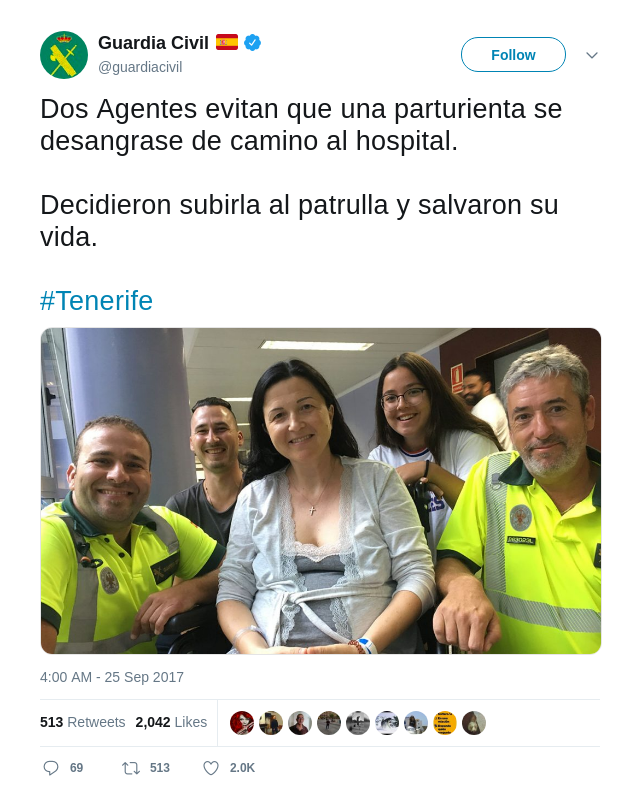 Guardia Civil
@guardiacivil
Follow
Dos Agentes evitan que una parturienta se
desangrase de camino al hospital.
Decidieron subirla al patrulla y salvaron su
vida.
#Tenerife
4:00 AM - 25 Sep 2017
513 Retweets 2,042 Likes
69 513 2.0K